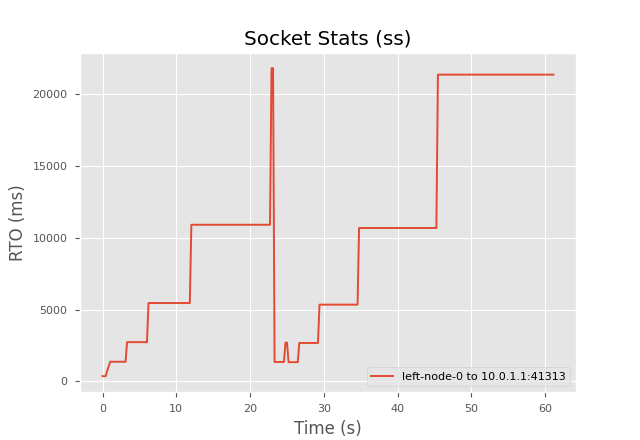 Socket Stats (ss)
RTO (ms)
20000
15000
10000
5000
0
left-node-0 to 10.0.1.1:41313
0 10 20 30 40 50 60
Time (s)